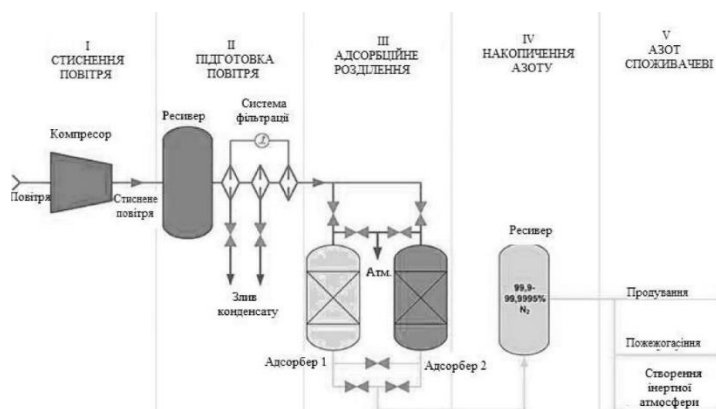 I
СТИСНЕННЯ
ПОВІТРЯ
II
ПІДГОТОВКА
ПОВІТРЯ
III
АДСОРБЦІЙНЕ
РОЗДІЛЕННЯ
IV
НАКОПИЧЕННЯ
АЗОТУ
V
АЗОТ
СПОЖИВАЧЕВІ
Компресор
Повітря
Стиснене
повітря
Ресивер
Система
фільтрації
Злив
конденсату
Атм.
Адсорбер 1
Адсорбер 2
Ресивер
99,9-
99,9995%
N₂
Продування
Пожежогасіння
Створення
інертної
атмосфери